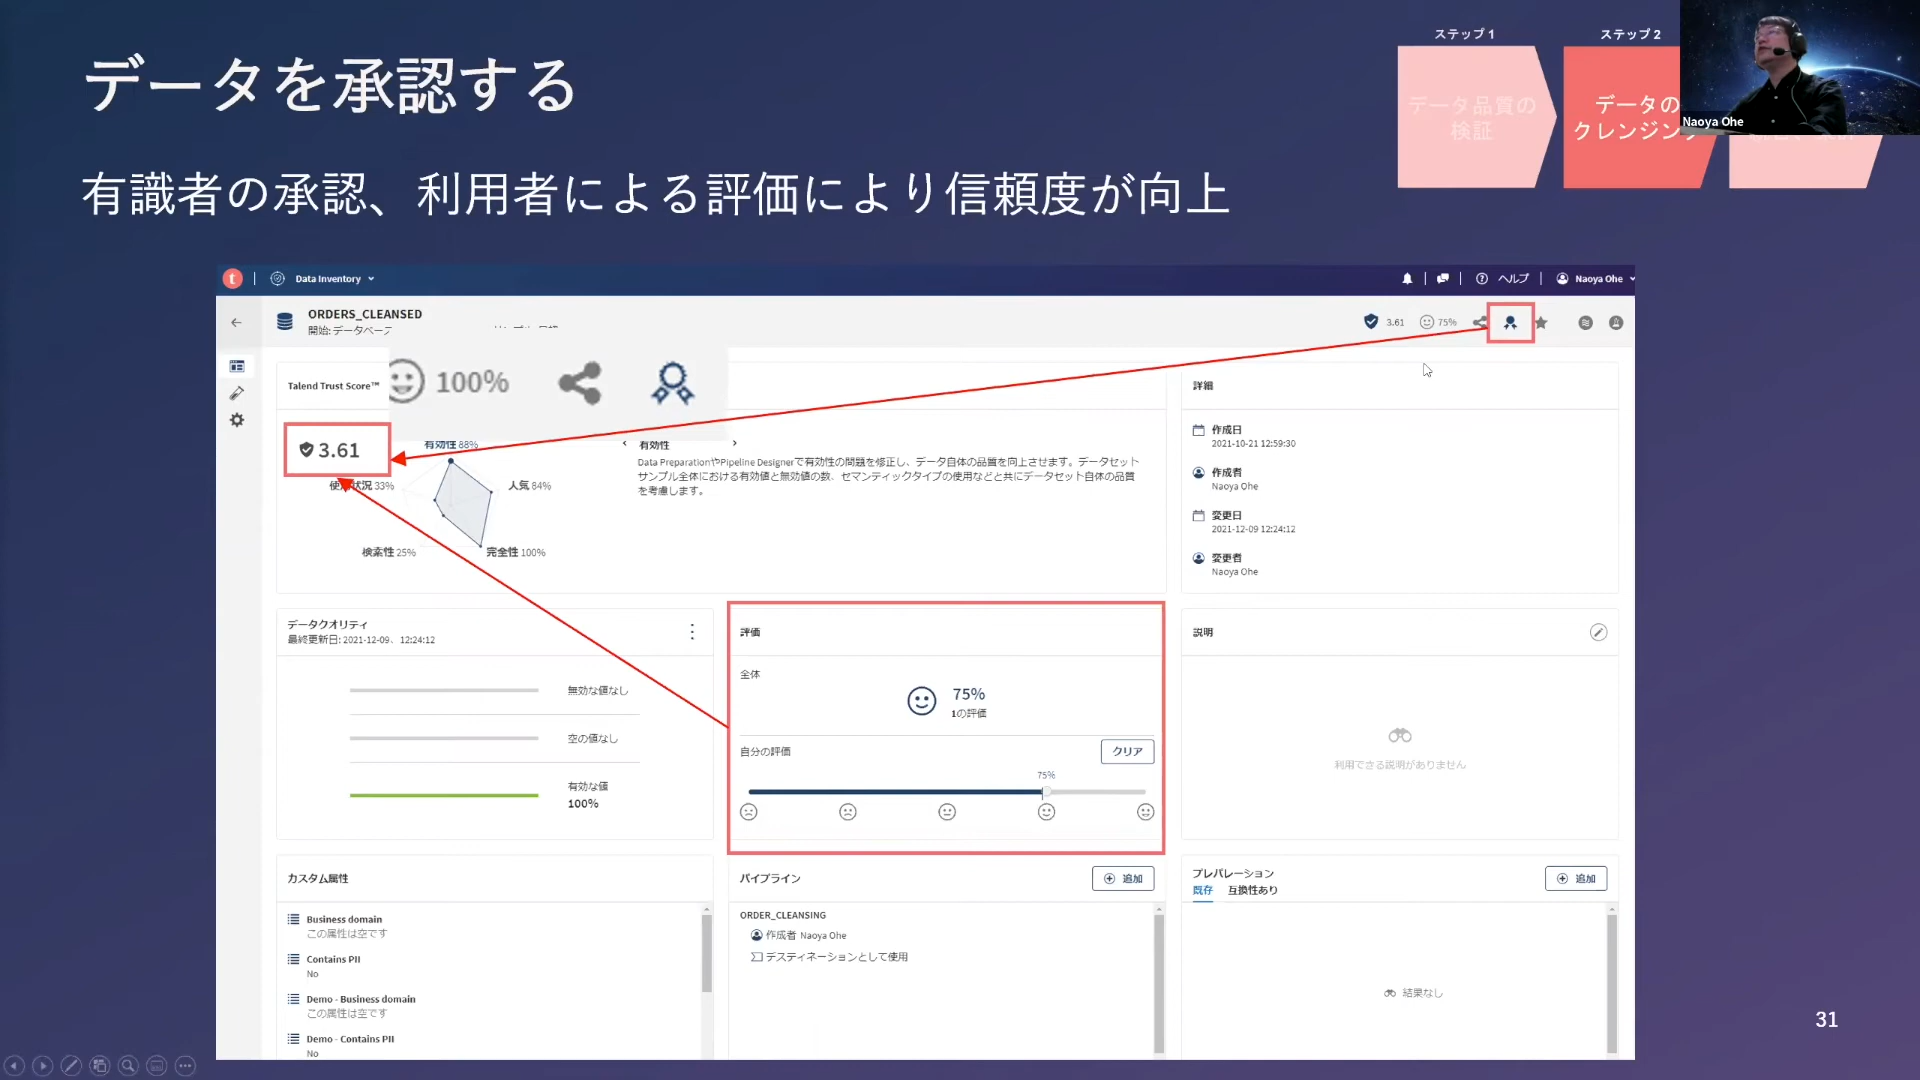 データを承認する
有識者の承認、利用者による評価により信頼度が向上
ステップ 1
データ品質の
検証
ステップ 2
データの
クレンジング
Naoya Ohe
t
Data Inventory
ヘルプ
Naoya Ohe
ORDERS_CLEANSED
開始: データベース
3.61
75%
100%
Talend Trust Score™
3.61
有効性 88%
使用状況 33%
人気 84%
検索性 25%
完全性 100%
有効性
Data PreparationやPipeline Designerで有効性の問題を修正し、データ自体の品質を向上させます。データセット
サンプル全体における有効値と無効値の数、セマンティックタイプの使用などと共にデータセット自体の品質
を考慮します。
詳細
作成日
2021-10-21 12:59:30
作成者
Naoya Ohe
変更日
2021-12-09 12:24:12
変更者
Naoya Ohe
データクオリティ
最終更新日: 2021-12-09、12:24:12
無効な値なし
空の値なし
有効な値
100%
評価
全体
75%
1の評価
自分の評価
クリア
75%
説明
利用できる説明がありません
カスタム属性
Business domain
この属性は空です
Contains PII
No
Demo - Business domain
この属性は空です
Demo - Contains PII
No
パイプライン
追加
ORDER_CLEANSING
作成者 Naoya Ohe
デスティネーションとして使用
プレパレーション
既存 互換性あり
追加
結果なし
31